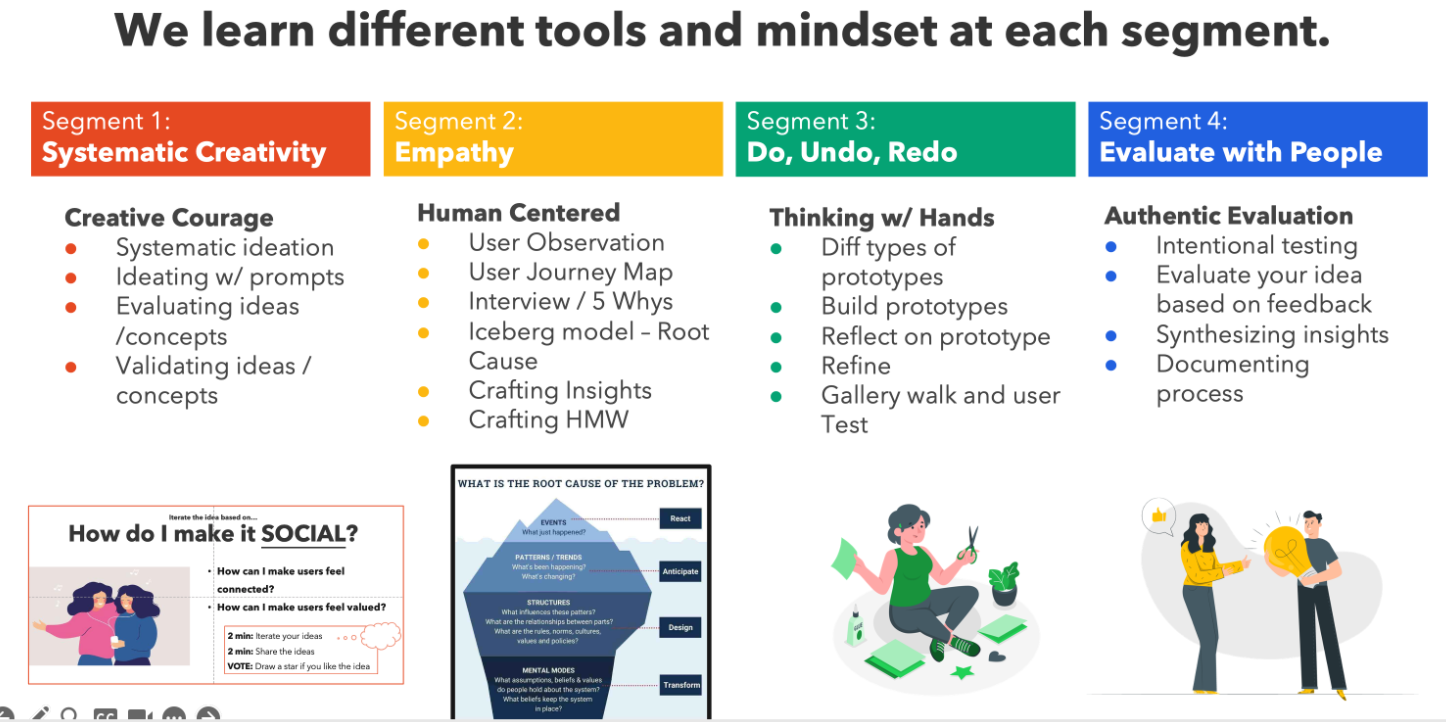 We learn different tools and mindset at each segment.
Segment 1:
Systematic Creativity
Creative Courage
Systematic ideation
Ideating w/ prompts
Evaluating ideas
/concepts
Validating ideas /
concepts
Iterate the idea based on....
How do I make it SOCIAL?
How can I make users feel
connected?
How can I make users feel valued?
2 min: Iterate your ideas
2 min: Share the ideas
VOTE: Draw a star if you like the idea
Segment 2:
Empathy
Human Centered
User Observation
User Journey Map
Interview / 5 Whys
Iceberg model – Root
Cause
Crafting Insights
Crafting HMW
WHAT IS THE ROOT CAUSE OF THE PROBLEM?
EVENTS
What just happened?
React
PATTERNS / TRENDS
What's been happening?
What's changing?
Anticipate
STRUCTURES
What influences these patters?
What are the relationships between parts?
What are the rules, norms, cultures,
values and policies?
Design
MENTAL MODES
What assumptions, beliefs & values
do people hold about the system?
What beliefs keep the system
in place?
Transform
Segment 3:
Do, Undo, Redo
Thinking w/ Hands
Diff types of
prototypes
Build prototypes
Reflect on prototype
Refine
Gallery walk and user
Test
GLUE
Segment 4:
Evaluate with People
Authentic Evaluation
Intentional testing
Evaluate your idea
based on feedback
Synthesizing insights
Documenting
process
CC